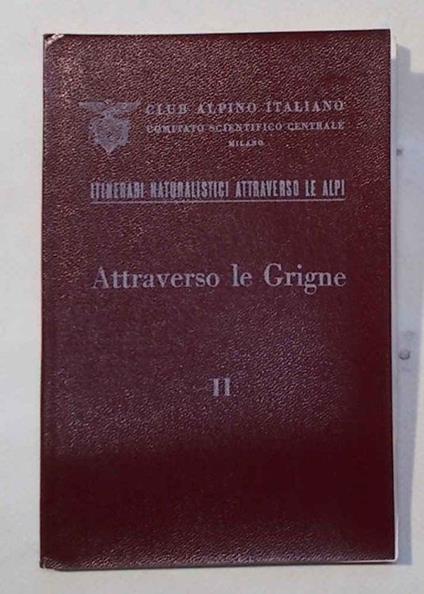 CLUB ALPINO ITALIANO
COMITATO SCIENTIFICO CENTRALE
MILANO
ITINERARI NATURALISTICI ATTRAVERSO LE ALPI
Attraverso le Grigne
II